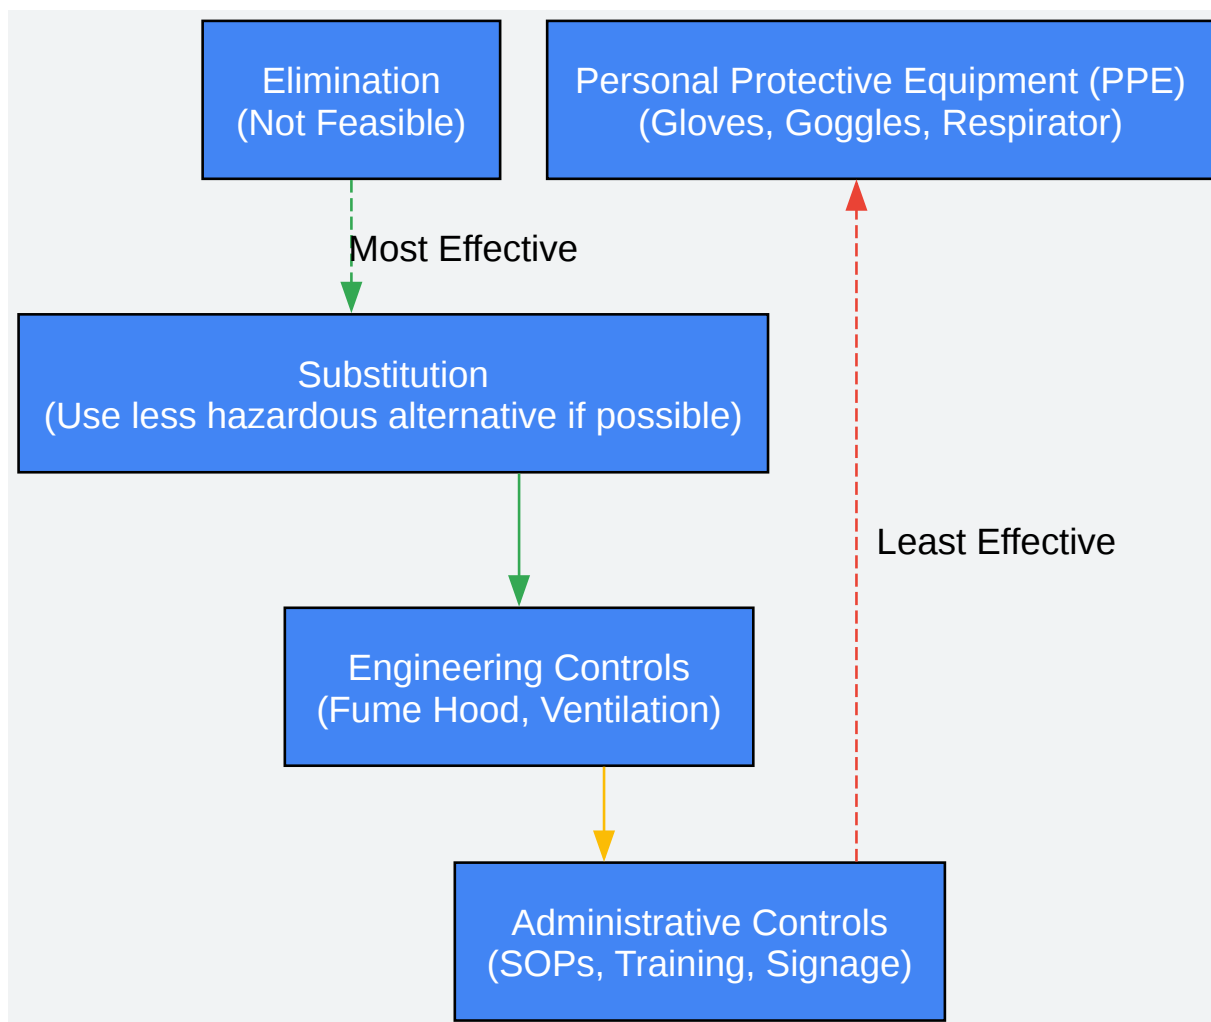 Elimination
(Not Feasible)
Personal Protective Equipment (PPE)
(Gloves, Goggles, Respirator)
Most Effective
Substitution
(Use less hazardous alternative if possible)
Least Effective
Engineering Controls
(Fume Hood, Ventilation)
Administrative Controls
(SOPs, Training, Signage)